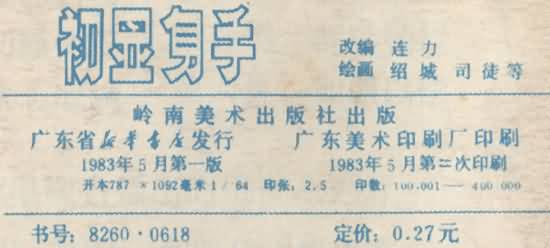 初显身手
改编 连力
绘画 绍城 司徒等
岭南美术出版社出版
广东省新华书店发行 广东美术印刷厂印刷
1983年5月第一版 1983年5月第二次印刷
开本787×1092毫米1/64 印张:2.5 印数:100,001—400000
书号:8260·0618 定价:0.27元